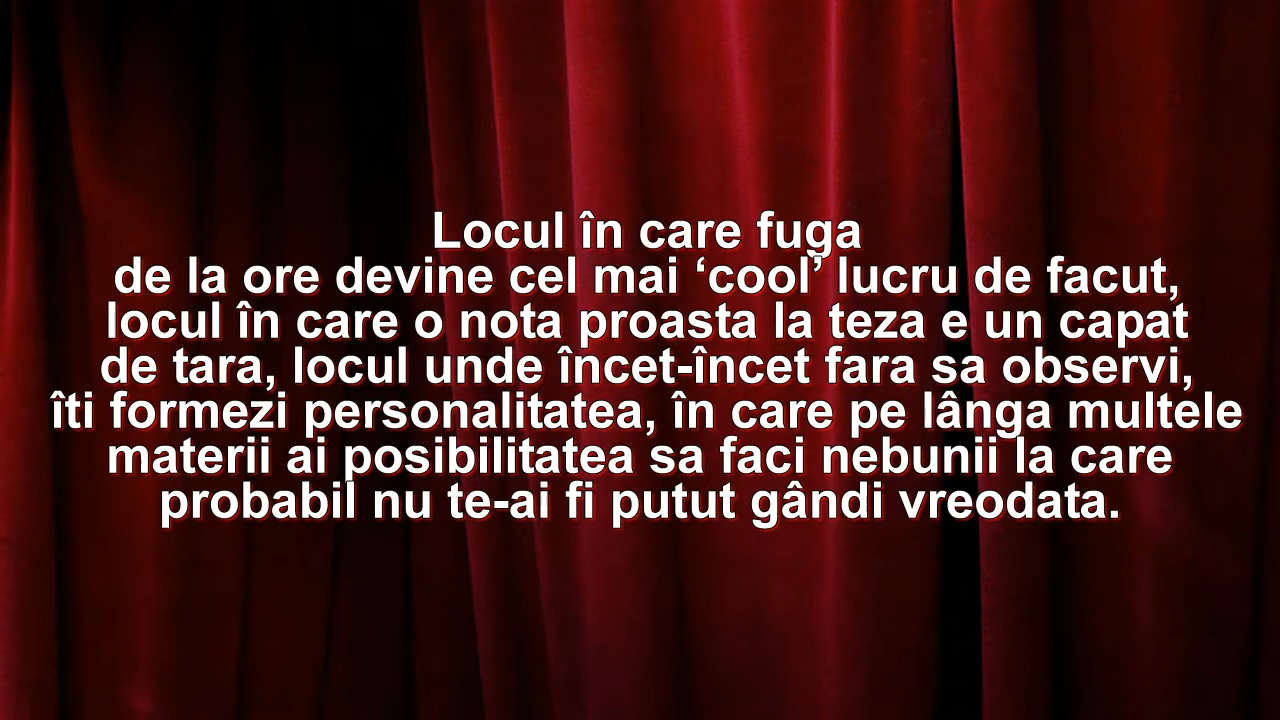 Locul în care fuga
de la ore devine cel mai ‘cool’ lucru de facut,
locul în care o nota proasta la teza e un capat
de tara, locul unde încet-încet fara sa observi,
îti formezi personalitatea, în care pe lânga multele
materii ai posibilitatea sa faci nebunii la care
probabil nu te-ai fi putut gândi vreodata.